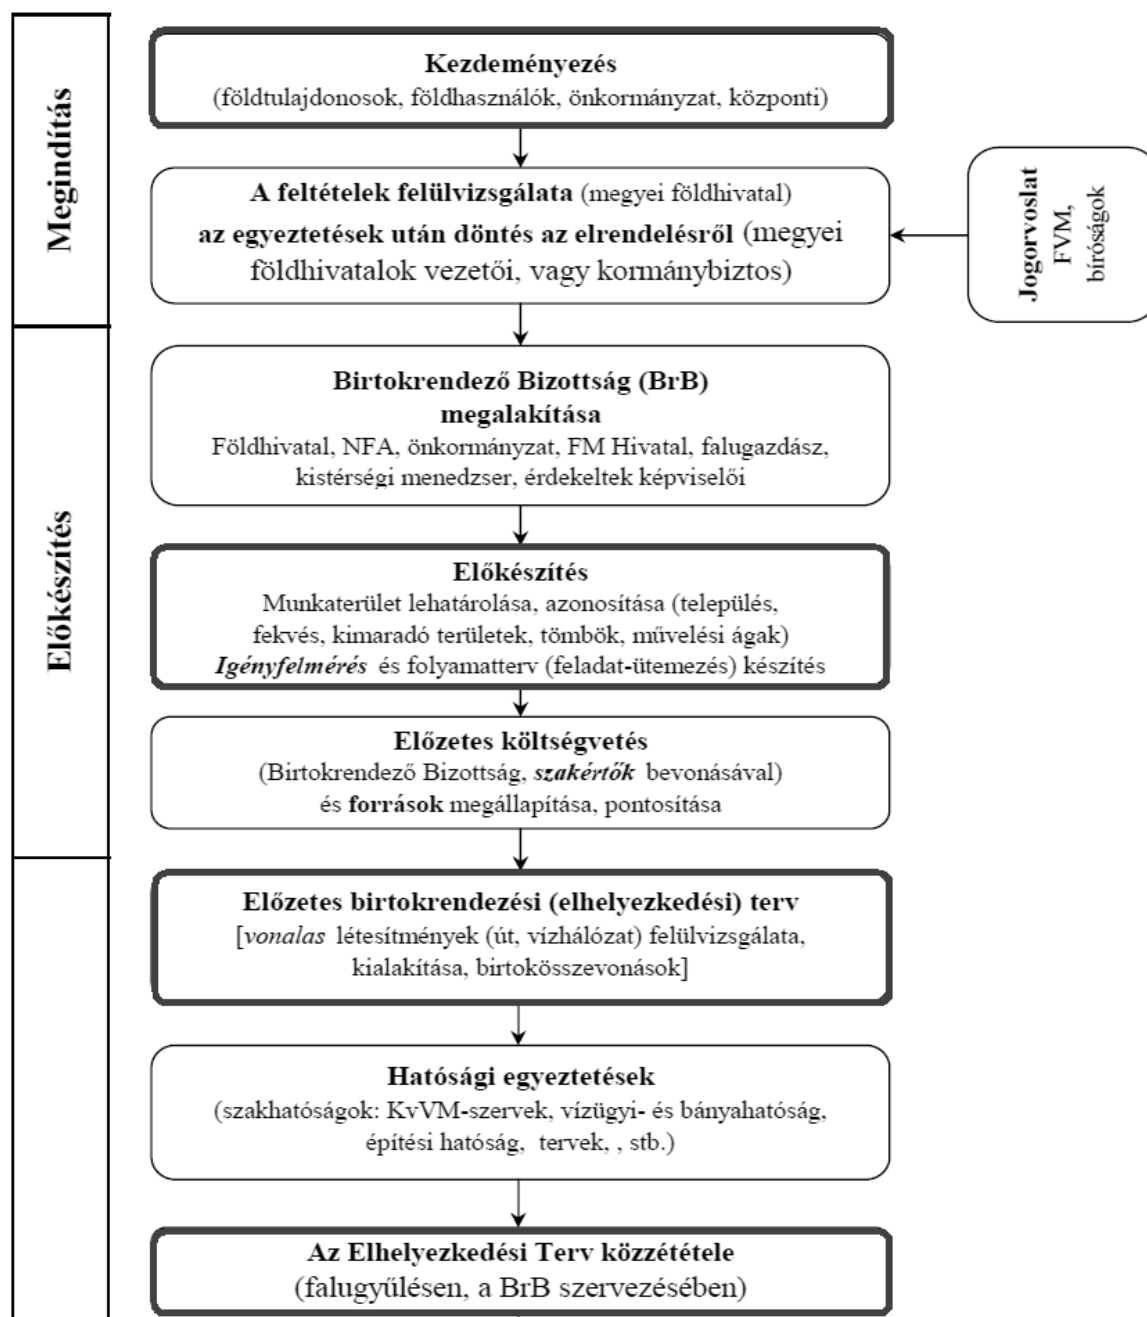 Megindítás
Kezdeményezés
(földtulajdonosok, földhasználók, önkormányzat, központi)
A feltételek felülvizsgálata (megyei földhivatal)
az egyeztetések után döntés az elrendelésről (megyei
földhivatalok vezetői, vagy kormánybiztos)
Jogorvoslat
FVM,
bíróságok
Előkészítés
Birtokrendező Bizottság (BrB)
megalakítása
Földhivatal, NFA, önkormányzat, FM Hivatal, falugazdász,
kistérségi menedzser, érdekeltek képviselői
Előkészítés
Munkaterület lehatárolása, azonosítása (település,
fekvés, kimaradó területek, tömbök, művelési ágak)
Igényfelmérés és folyamatterv (feladat-ütemezés) készítés
Előzetes költségvetés
(Birtokrendező Bizottság, szakértők bevonásával)
és források megállapítása, pontosítása
Előzetes birtokrendezési (elhelyezkedési) terv
[vonalas létesítmények (út, vízhálózat) felülvizsgálata,
kialakítása, birtokösszevonások]
Hatósági egyeztetések
(szakhatóságok: KvVM-szervek, vízügyi- és bányahatóság,
építési hatóság, tervek, , stb.)
Az Elhelyezkedési Terv közzététele
(falugyűlésen, a BrB szervezésében)